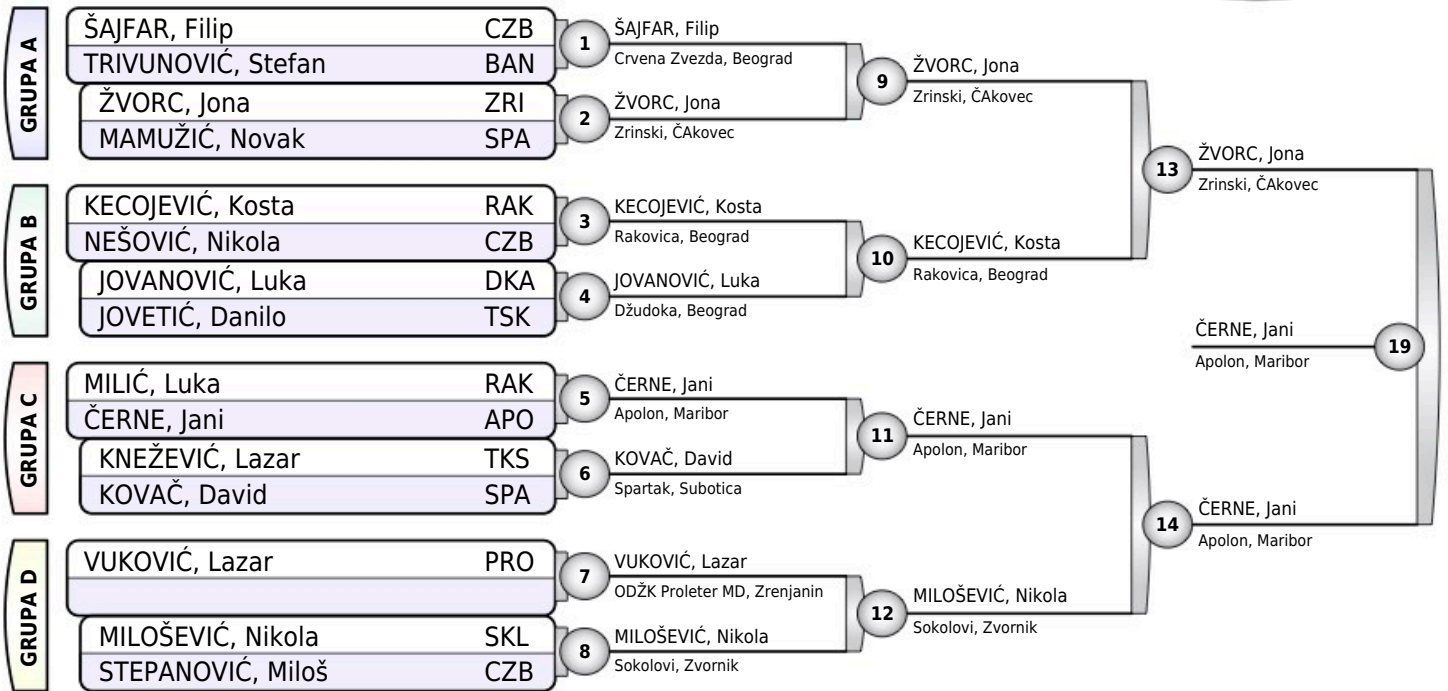 GRUPA A
ŠAJFAR, Filip CZB
TRIVUNOVIĆ, Stefan BAN
ŽVORC, Jona ZRI
MAMUŽIĆ, Novak SPA
1
ŠAJFAR, Filip
Crvena Zvezda, Beograd
2
ŽVORC, Jona
Zrinski, ČAkovec
9
ŽVORC, Jona
Zrinski, ČAkovec
GRUPA B
KECOJEVIĆ, Kosta RAK
NEŠOVIĆ, Nikola CZB
JOVANOVIĆ, Luka DKA
JOVETIĆ, Danilo TSK
3
KECOJEVIĆ, Kosta
Rakovica, Beograd
4
JOVANOVIĆ, Luka
Džudoka, Beograd
10
KECOJEVIĆ, Kosta
Rakovica, Beograd
13
ŽVORC, Jona
Zrinski, ČAkovec
GRUPA C
MILIĆ, Luka RAK
ČERNE, Jani APO
KNEŽEVIĆ, Lazar TKS
KOVAČ, David SPA
5
ČERNE, Jani
Apolon, Maribor
6
KOVAČ, David
Spartak, Subotica
11
ČERNE, Jani
Apolon, Maribor
GRUPA D
VUKOVIĆ, Lazar PRO
MILOŠEVIĆ, Nikola SKL
STEPANOVIĆ, Miloš CZB
7
VUKOVIĆ, Lazar
ODŽK Proleter MD, Zrenjanin
8
MILOŠEVIĆ, Nikola
Sokolovi, Zvornik
12
MILOŠEVIĆ, Nikola
Sokolovi, Zvornik
14
ČERNE, Jani
Apolon, Maribor
ČERNE, Jani
Apolon, Maribor
19